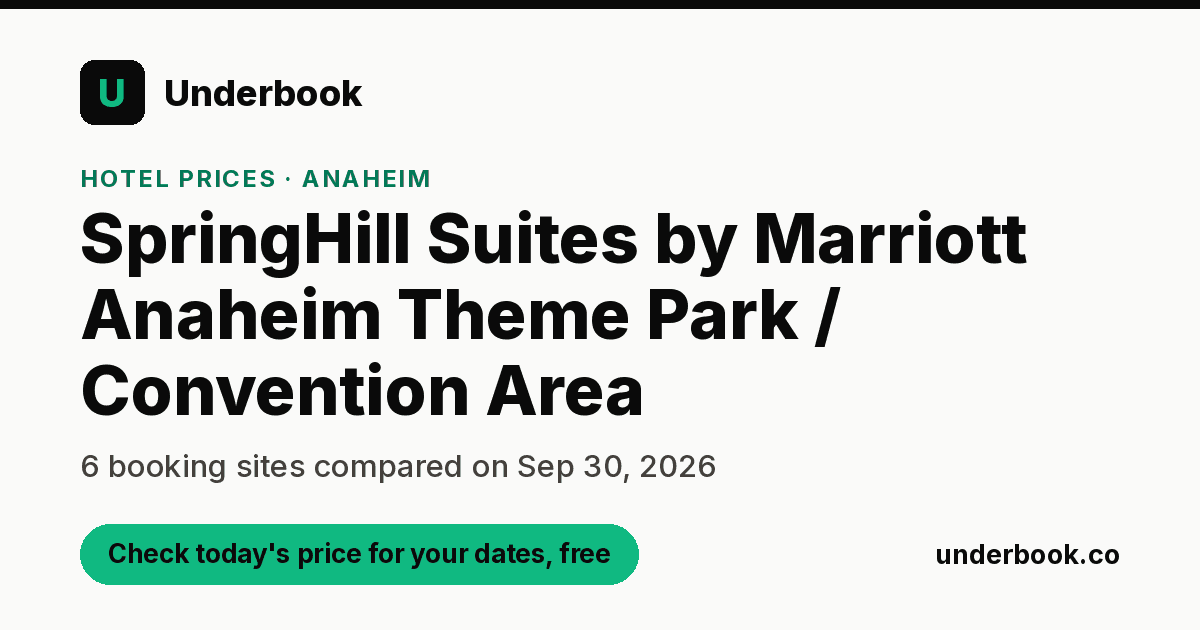 U Underbook
HOTEL PRICES · ANAHEIM
SpringHill Suites by Marriott
Anaheim Theme Park /
Convention Area
6 booking sites compared on Sep 30, 2026
Check today's price for your dates, free
underbook.co